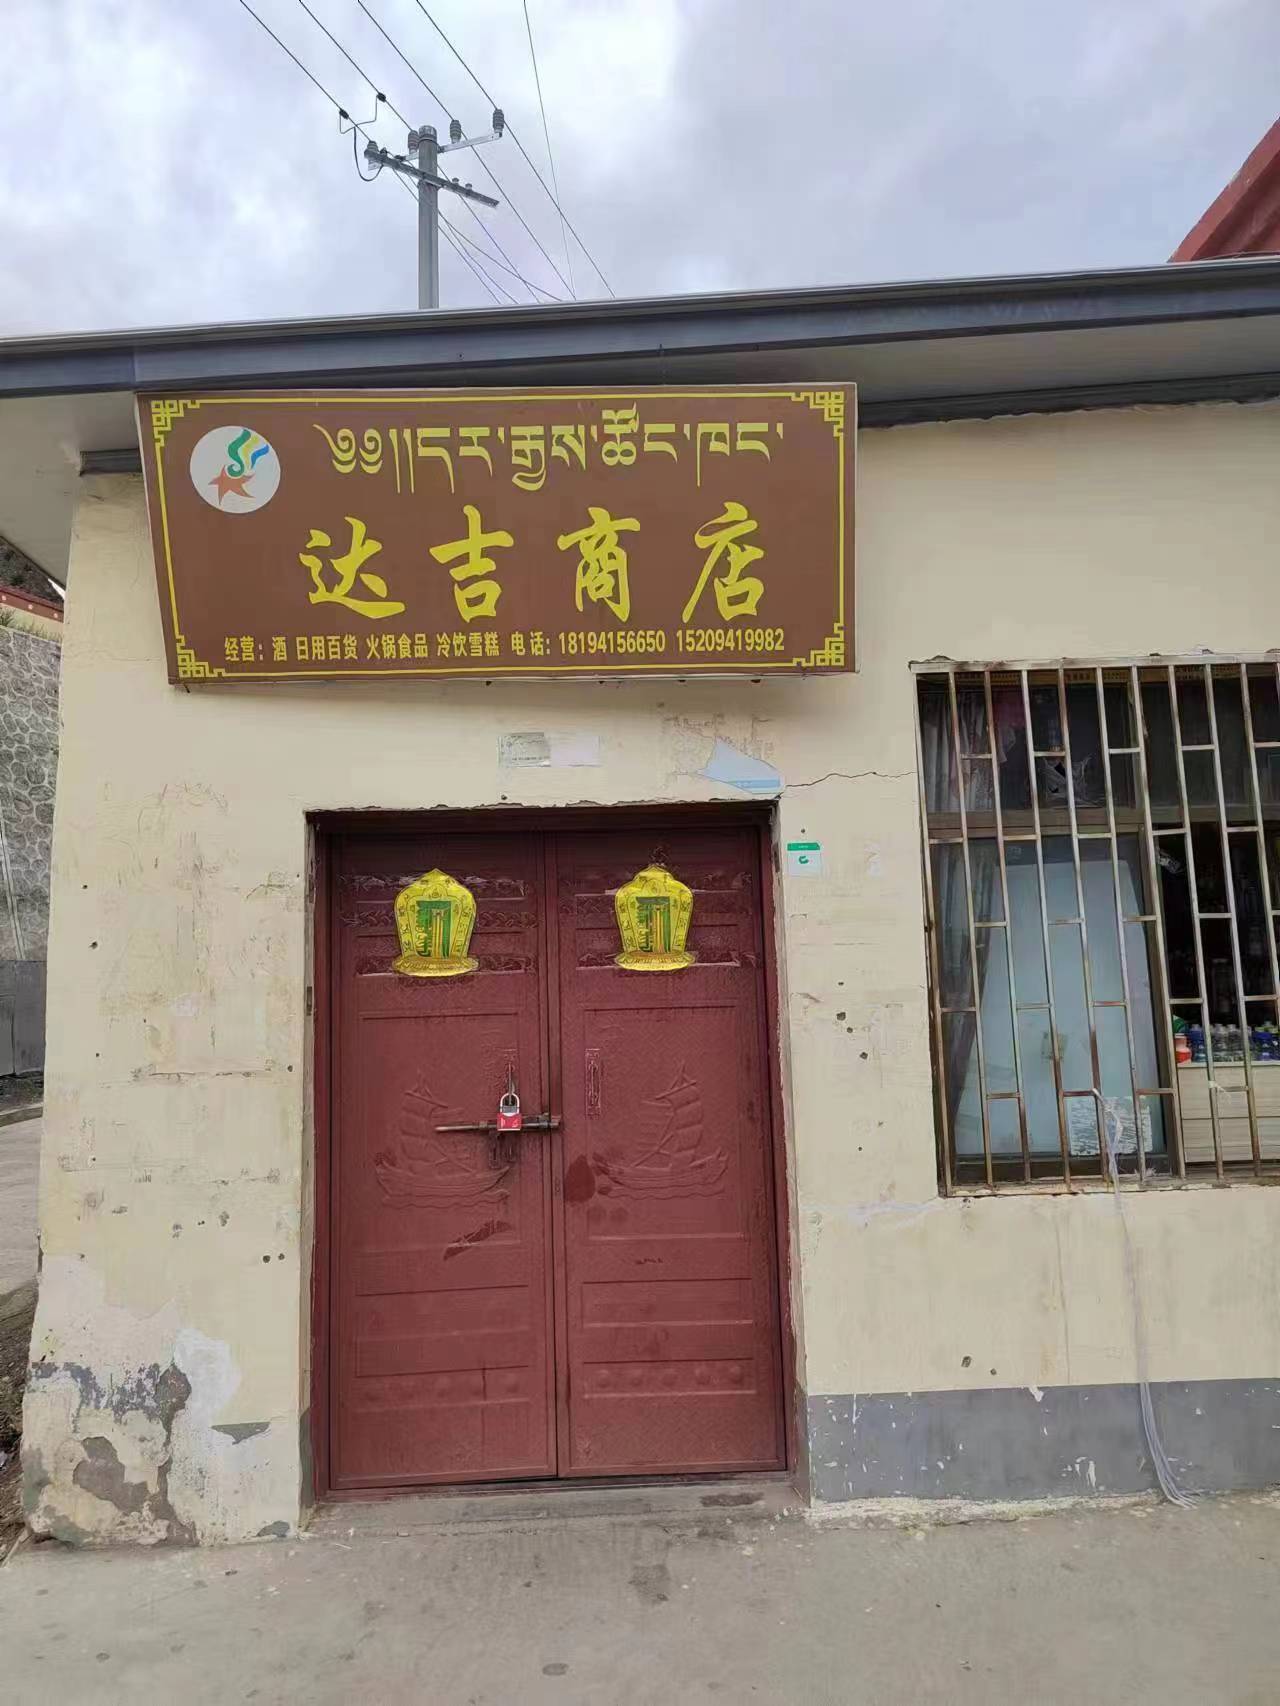 ༄༅།།དར་རྒྱས་ཚོང་ཁང་
达吉商店
经营：酒 日用百货 火锅食品 冷饮雪糕 电话：18194156650 15209419982